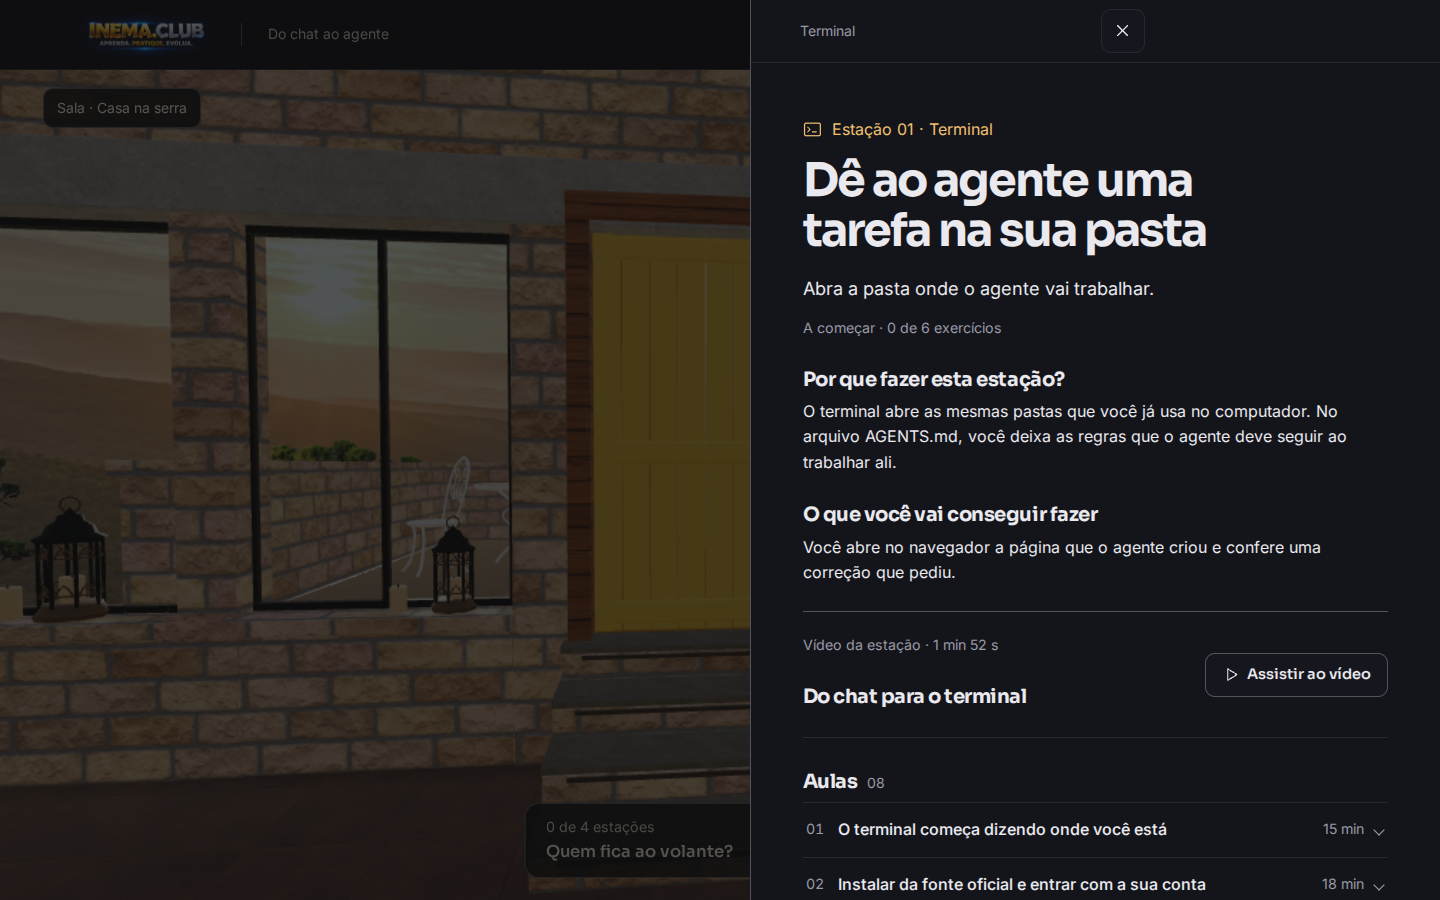 INEMA.CLUB
APRENDA. PRATIQUE. EVOLUA.
Do chat ao agente
Sala · Casa na serra
0 de 4 estações
Quem fica ao volante?
Terminal
Estação 01 · Terminal
Dê ao agente uma
tarefa na sua pasta
Abra a pasta onde o agente vai trabalhar.
A começar · 0 de 6 exercícios
Por que fazer esta estação?
O terminal abre as mesmas pastas que você já usa no computador. No
arquivo AGENTS.md, você deixa as regras que o agente deve seguir ao
trabalhar ali.
O que você vai conseguir fazer
Você abre no navegador a página que o agente criou e confere uma
correção que pediu.
Vídeo da estação · 1 min 52 s
Do chat para o terminal
Assistir ao vídeo
Aulas 08
01 O terminal começa dizendo onde você está 15 min
02 Instalar da fonte oficial e entrar com a sua conta 18 min